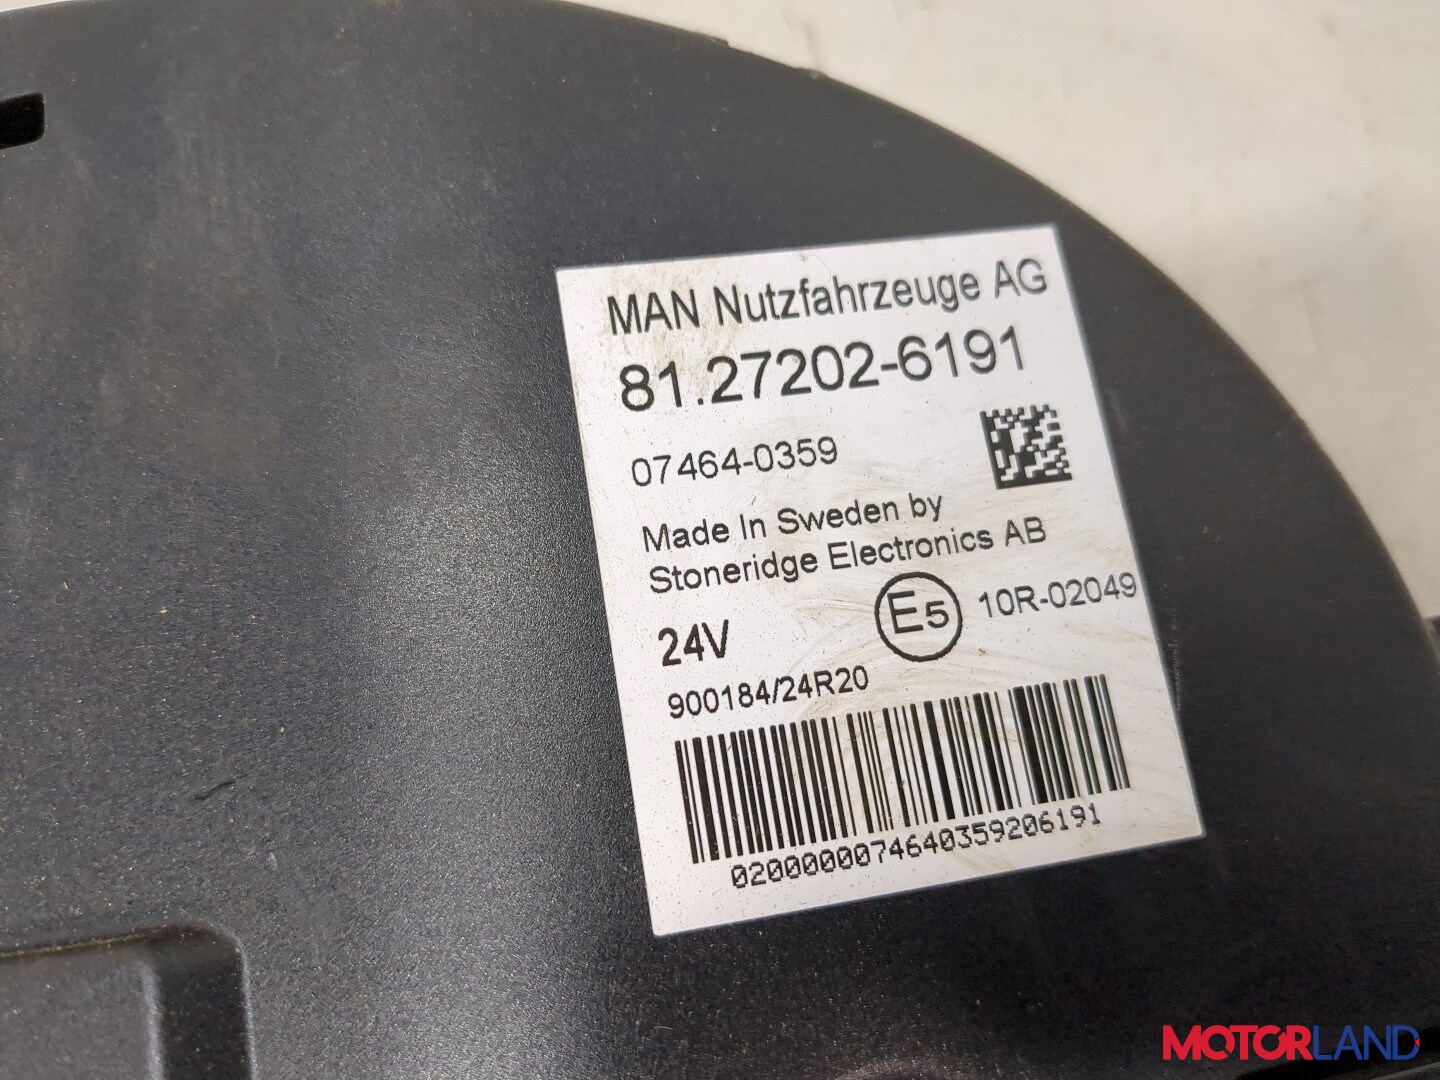 MAN Nutzfahrzeuge AG
81.27202-6191
07464-0359
Made In Sweden by
Stoneridge Electronics AB
24V
E5 10R-02049
900184/24R20
0200000074640359206191
MOTORLAND